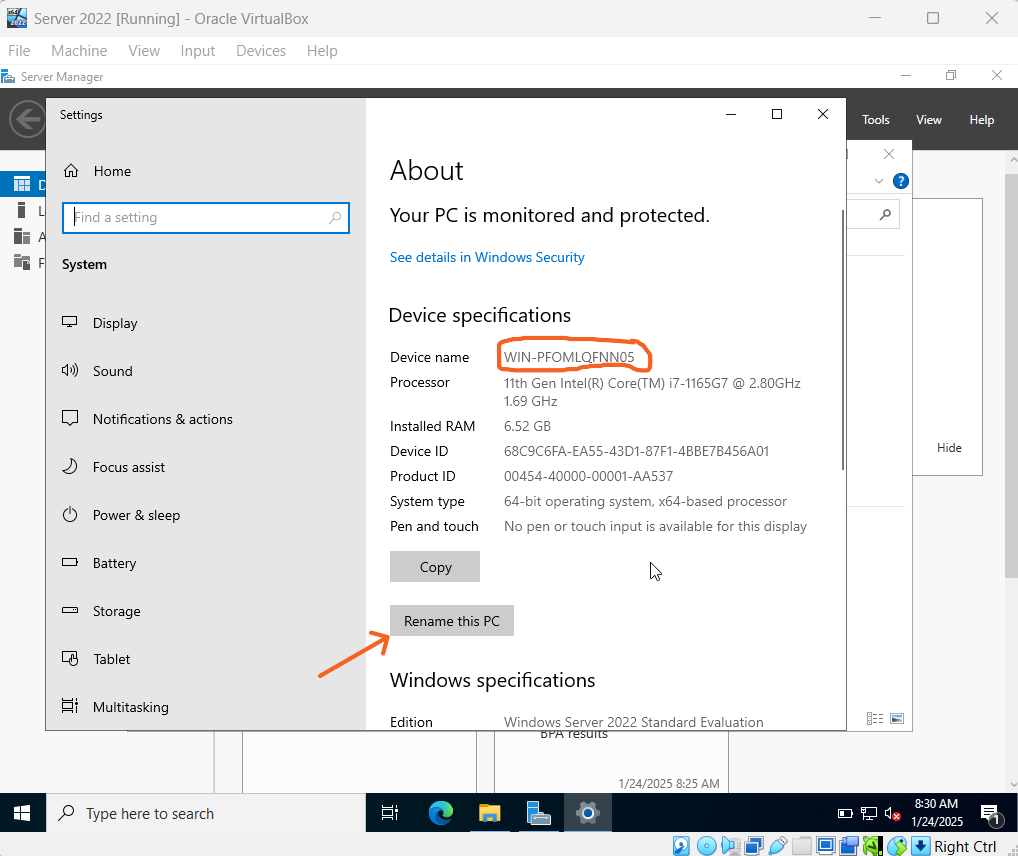 Server 2022 [Running] - Oracle VirtualBox
File Machine View Input Devices Help
Server Manager
Tools View Help
Settings
Home
Find a setting
System
Display
Sound
Notifications & actions
Focus assist
Power & sleep
Battery
Storage
Tablet
Multitasking
About
Your PC is monitored and protected.
See details in Windows Security
Device specifications
Device name WIN-PFOMLQFNN05
Processor 11th Gen Intel(R) Core(TM) i7-1165G7 @ 2.80GHz
1.69 GHz
Installed RAM 6.52 GB
Device ID 68C9C6FA-EA55-43D1-87F1-4BBE7B456A01
Product ID 00454-40000-00001-AA537
System type 64-bit operating system, x64-based processor
Pen and touch No pen or touch input is available for this display
Copy
Rename this PC
Windows specifications
Edition Windows Server 2022 Standard Evaluation
D
L
A
F
Hide
BPA results
1/24/2025 8:25 AM
Type here to search
8:30 AM
1/24/2025
1
Right Ctrl